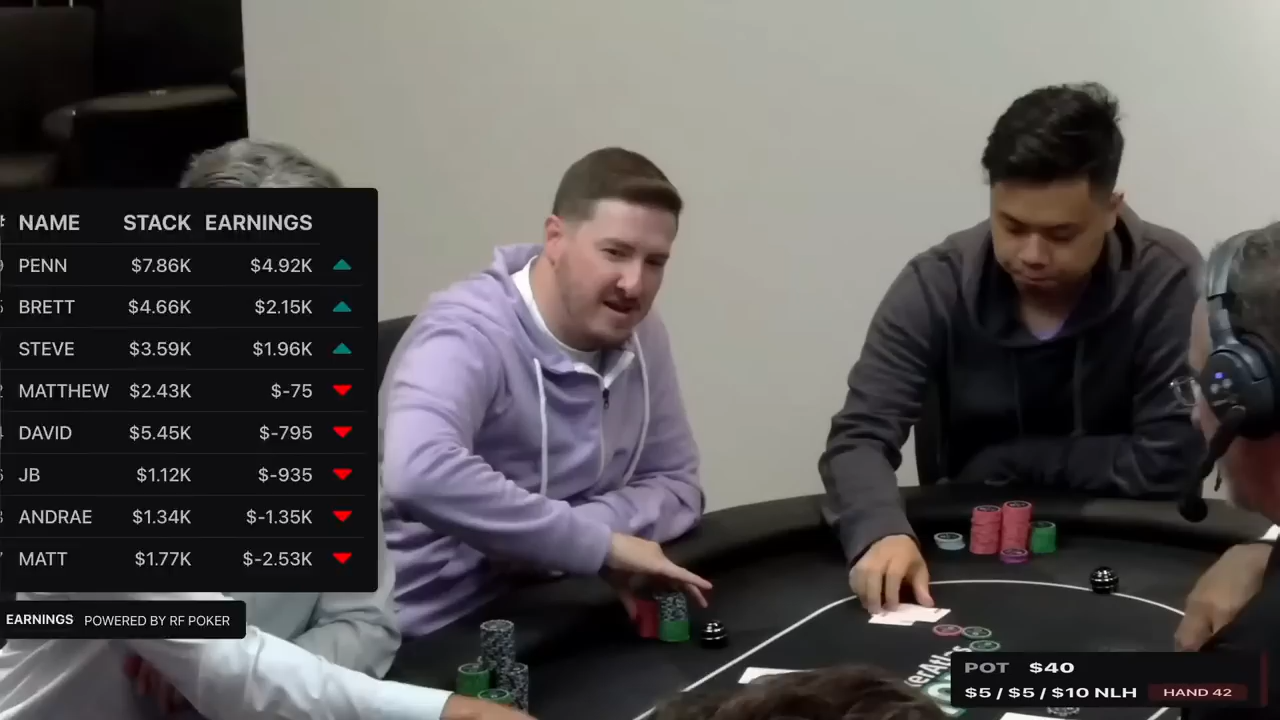 NAME STACK EARNINGS
PENN $7.86K $4.92K
BRETT $4.66K $2.15K
STEVE $3.59K $1.96K
MATTHEW $2.43K $-75
DAVID $5.45K $-795
JB $1.12K $-935
ANDRAE $1.34K $-1.35K
MATT $1.77K $-2.53K
EARNINGS POWERED BY RF POKER
POT $40
$5 / $5 / $10 NLH HAND 42